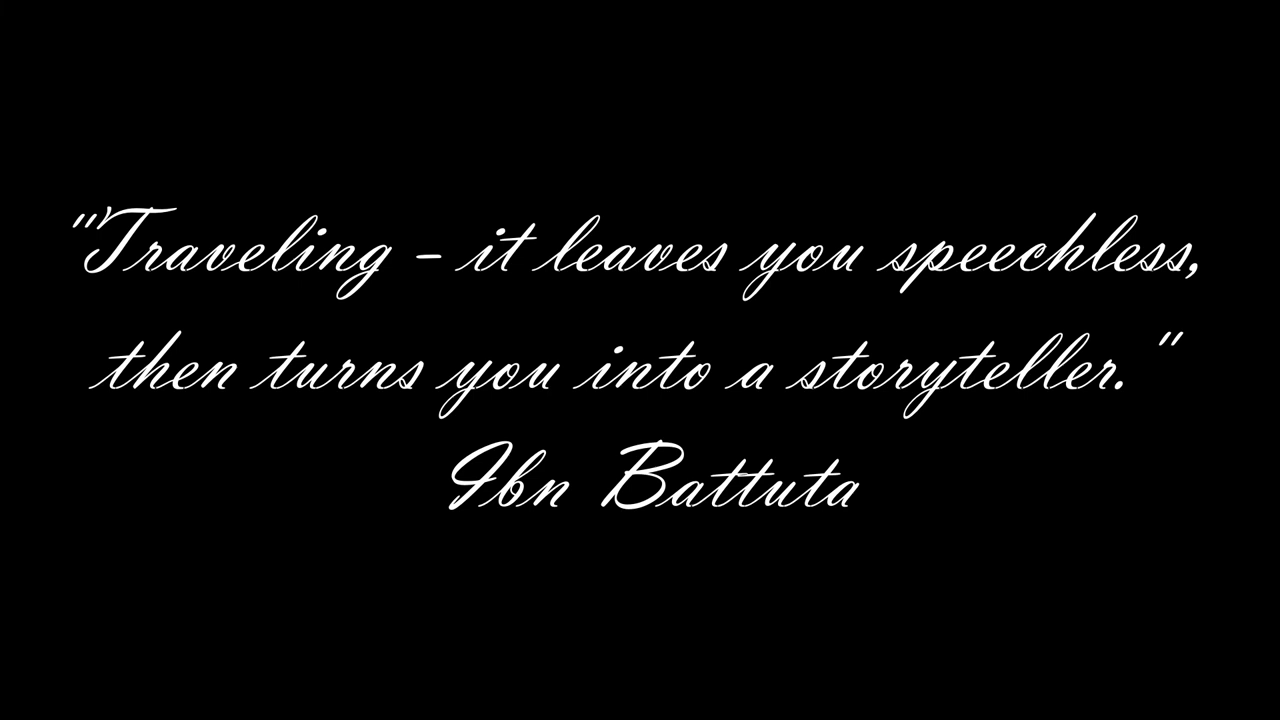 "Traveling - it leaves you speechless,
then turns you into a storyteller."
Ibn Battuta